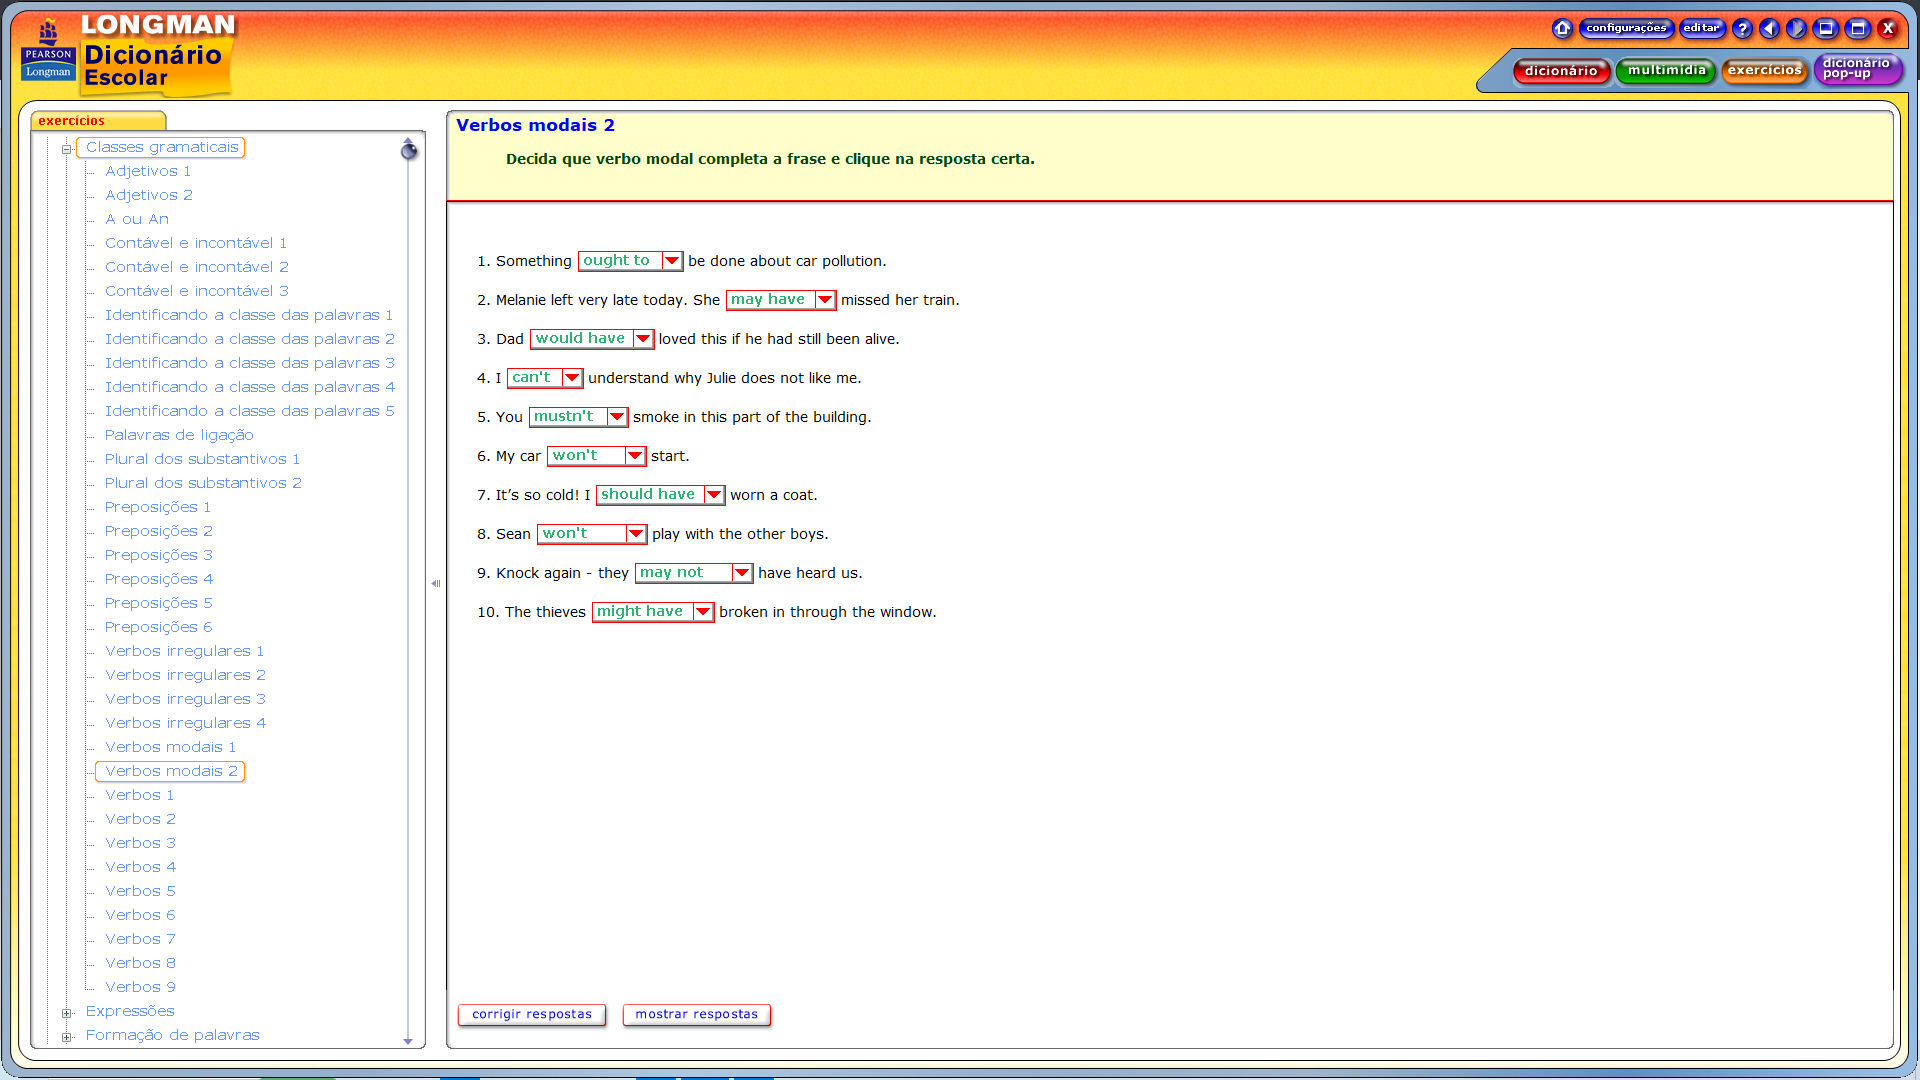 LONGMAN
Dicionário
Escolar
PEARSON
Longman
configurações
editar
?
X
dicionário
multimídia
exercícios
dicionário
pop-up
exercícios
Classes gramaticais
Adjetivos 1
Adjetivos 2
A ou An
Contável e incontável 1
Contável e incontável 2
Contável e incontável 3
Identificando a classe das palavras 1
Identificando a classe das palavras 2
Identificando a classe das palavras 3
Identificando a classe das palavras 4
Identificando a classe das palavras 5
Palavras de ligação
Plural dos substantivos 1
Plural dos substantivos 2
Preposições 1
Preposições 2
Preposições 3
Preposições 4
Preposições 5
Preposições 6
Verbos irregulares 1
Verbos irregulares 2
Verbos irregulares 3
Verbos irregulares 4
Verbos modais 1
Verbos modais 2
Verbos 1
Verbos 2
Verbos 3
Verbos 4
Verbos 5
Verbos 6
Verbos 7
Verbos 8
Verbos 9
Expressões
Formação de palavras
Verbos modais 2
Decida que verbo modal completa a frase e clique na resposta certa.
1. Something ought to be done about car pollution.
2. Melanie left very late today. She may have missed her train.
3. Dad would have loved this if he had still been alive.
4. I can't understand why Julie does not like me.
5. You mustn't smoke in this part of the building.
6. My car won't start.
7. It’s so cold! I should have worn a coat.
8. Sean won't play with the other boys.
9. Knock again - they may not have heard us.
10. The thieves might have broken in through the window.
corrigir respostas
mostrar respostas